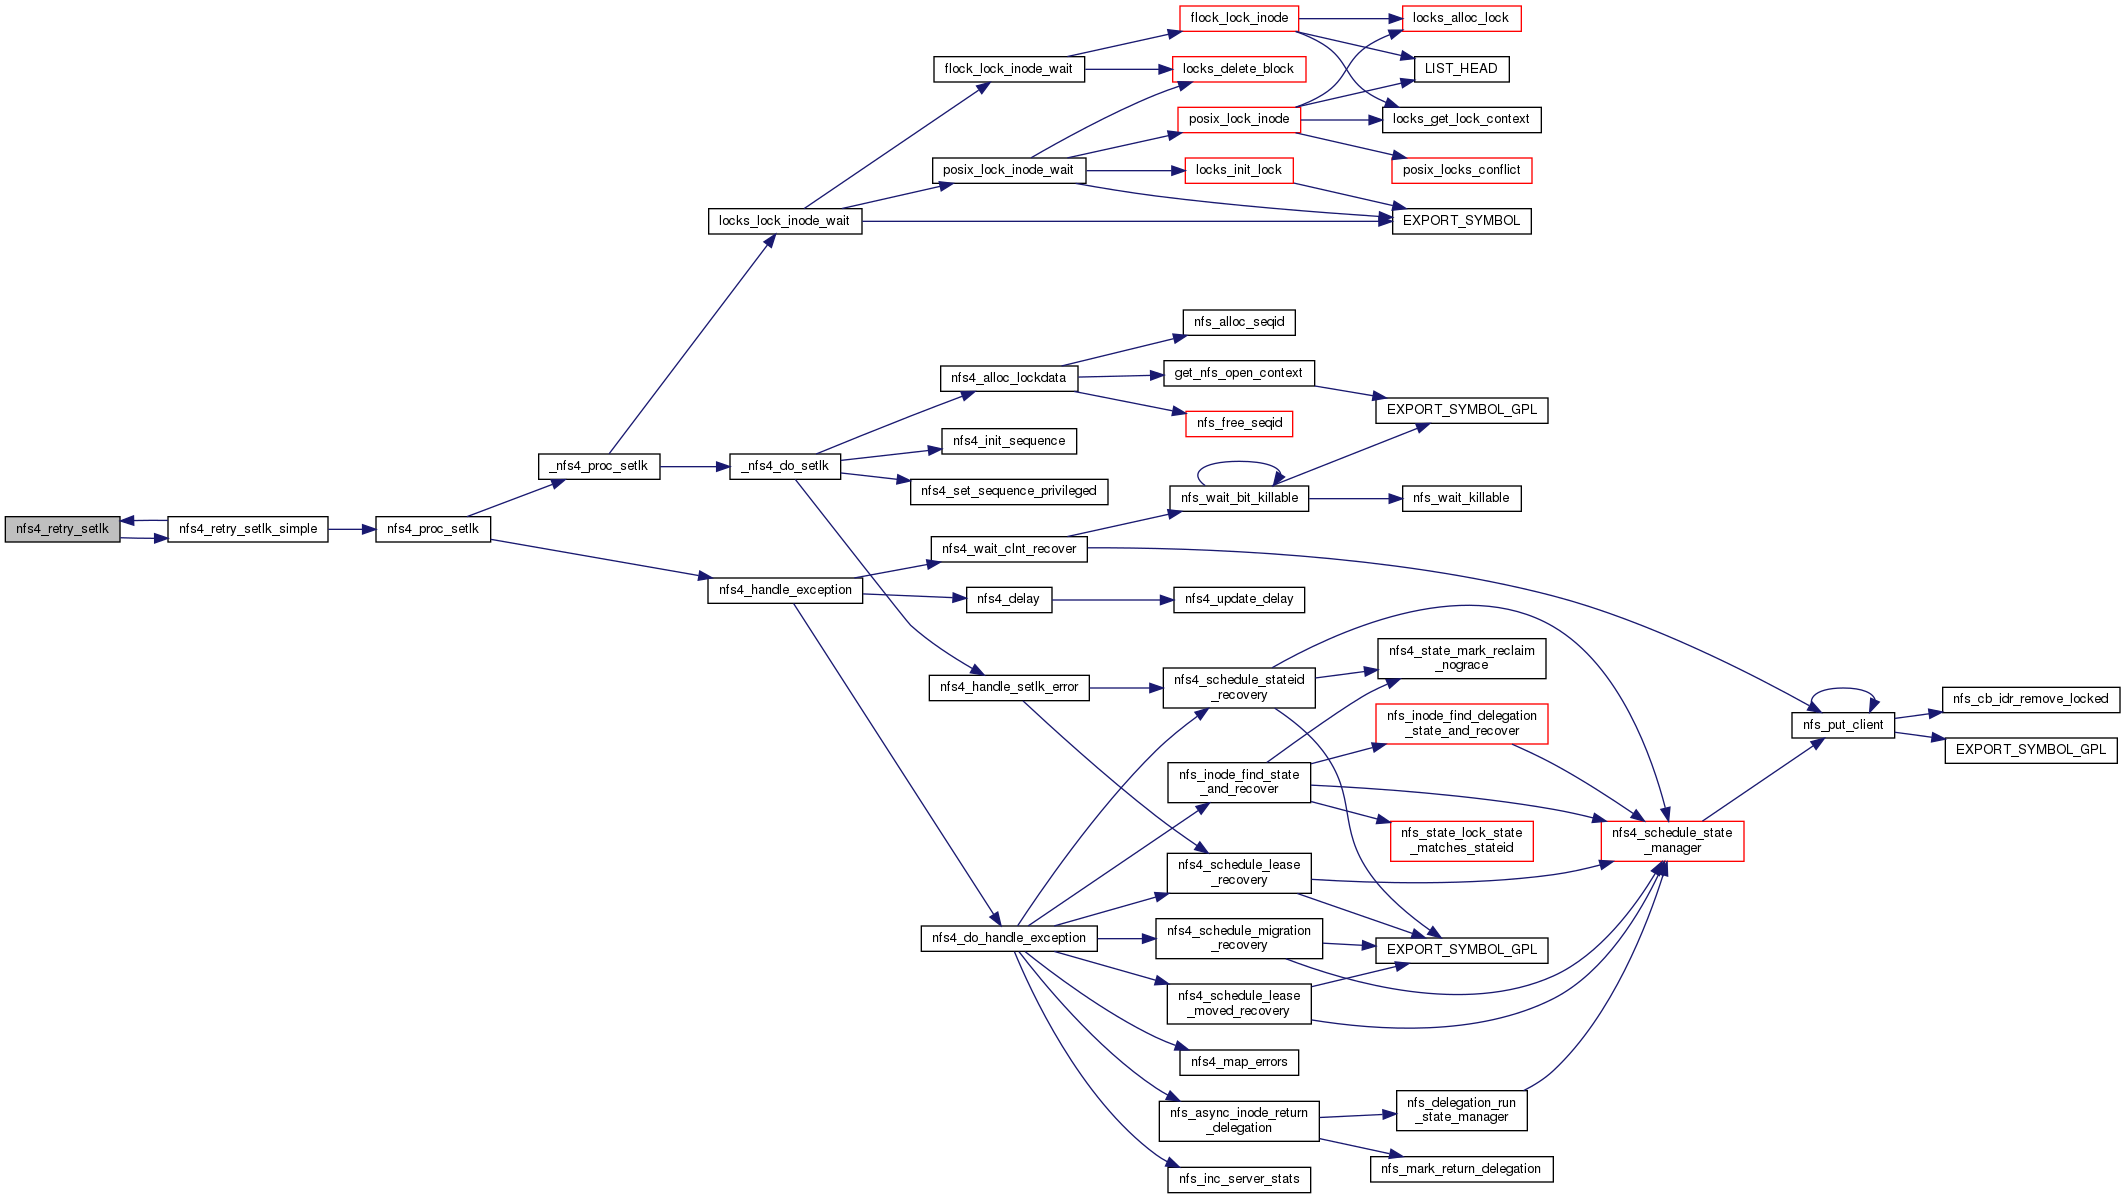 flock_lock_inode
locks_alloc_lock
flock_lock_inode_wait
locks_delete_block
LIST_HEAD
posix_lock_inode
locks_get_lock_context
posix_lock_inode_wait
locks_init_lock
posix_locks_conflict
locks_lock_inode_wait
EXPORT_SYMBOL
nfs_alloc_seqid
nfs4_alloc_lockdata
get_nfs_open_context
EXPORT_SYMBOL_GPL
nfs_free_seqid
nfs4_init_sequence
_nfs4_proc_setlk
_nfs4_do_setlk
nfs4_set_sequence_privileged
nfs_wait_bit_killable
nfs_wait_killable
nfs4_retry_setlk
nfs4_retry_setlk_simple
nfs4_proc_setlk
nfs4_wait_clnt_recover
nfs4_handle_exception
nfs4_delay
nfs4_update_delay
nfs4_state_mark_reclaim
_nograce
nfs4_handle_setlk_error
nfs4_schedule_stateid
_recovery
nfs_inode_find_delegation
_state_and_recover
nfs_put_client
nfs_cb_idr_remove_locked
EXPORT_SYMBOL_GPL
nfs_inode_find_state
_and_recover
nfs_state_lock_state
_matches_stateid
nfs4_schedule_state
_manager
nfs4_schedule_lease
_recovery
nfs4_do_handle_exception
nfs4_schedule_migration
_recovery
EXPORT_SYMBOL_GPL
nfs4_schedule_lease
_moved_recovery
nfs4_map_errors
nfs_async_inode_return
_delegation
nfs_delegation_run
_state_manager
nfs_mark_return_delegation
nfs_inc_server_stats